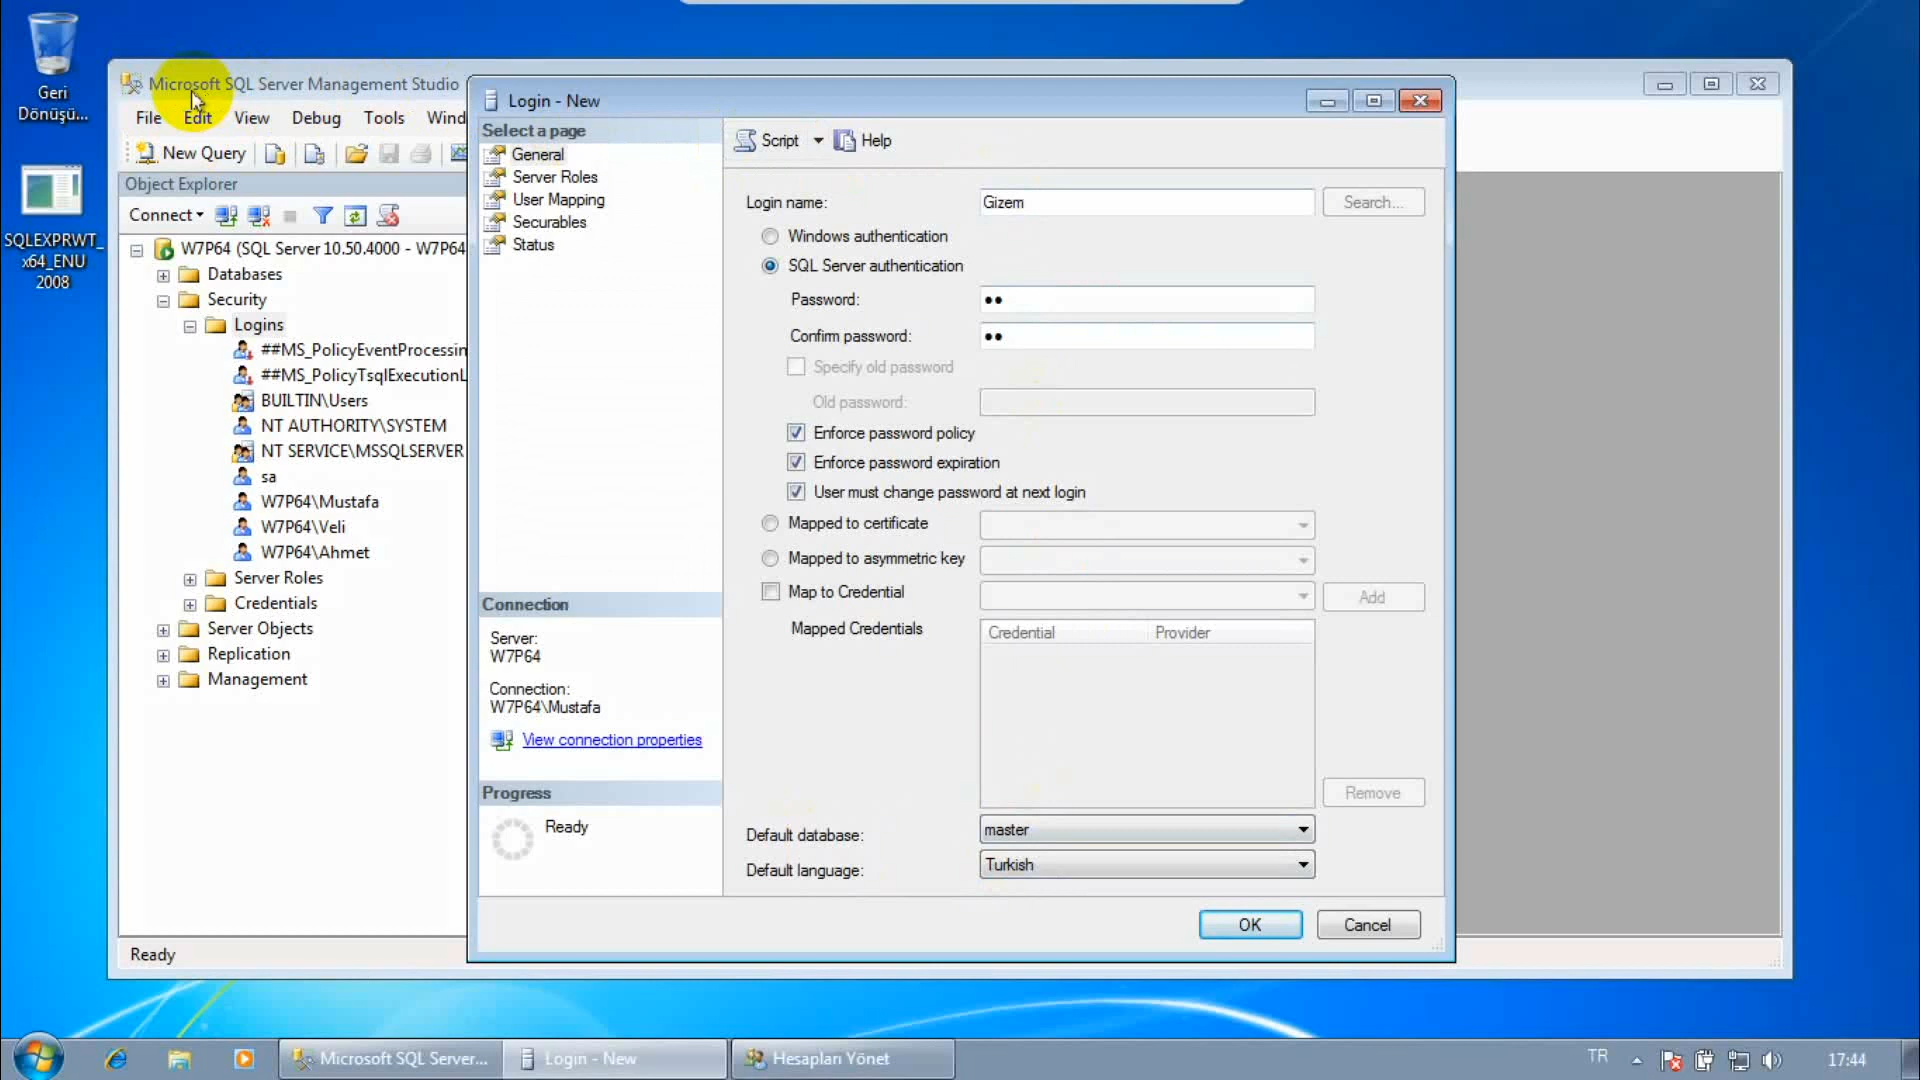 Geri
Dönüşü...
SQLEXPRWT_
x64_ENU
2008
Microsoft SQL Server Management Studio
File Edit View Debug Tools Wind
New Query
Object Explorer
Connect
W7P64 (SQL Server 10.50.4000 - W7P64
Databases
Security
Logins
##MS_PolicyEventProcessin
##MS_PolicyTsqlExecutionL
BUILTIN\Users
NT AUTHORITY\SYSTEM
NT SERVICE\MSSQLSERVER
sa
W7P64\Mustafa
W7P64\Veli
W7P64\Ahmet
Server Roles
Credentials
Server Objects
Replication
Management
Ready
Login - New
Select a page
General
Server Roles
User Mapping
Securables
Status
Connection
Server:
W7P64
Connection:
W7P64\Mustafa
View connection properties
Progress
Ready
Script Help
Login name: Gizem Search...
Windows authentication
SQL Server authentication
Password: ●●
Confirm password: ●●
Specify old password
Old password:
Enforce password policy
Enforce password expiration
User must change password at next login
Mapped to certificate
Mapped to asymmetric key
Map to Credential Add
Mapped Credentials Credential Provider
Remove
Default database: master
Default language: Turkish
OK Cancel
Microsoft SQL Server... Login - New Hesapları Yönet TR 17:44